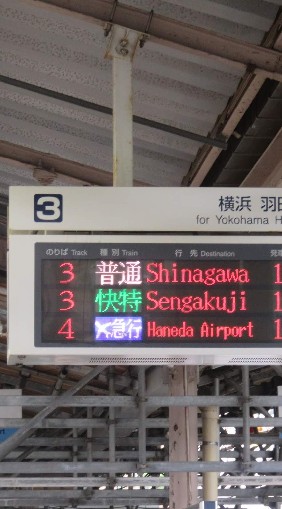 3 横浜 羽田
for Yokohama H
のりば Track 種別 Train 行先 Destination 発車
3 普通 Shinagawa 1
3 快特 Sengakuji 1
4 急行 Haneda Airport 1